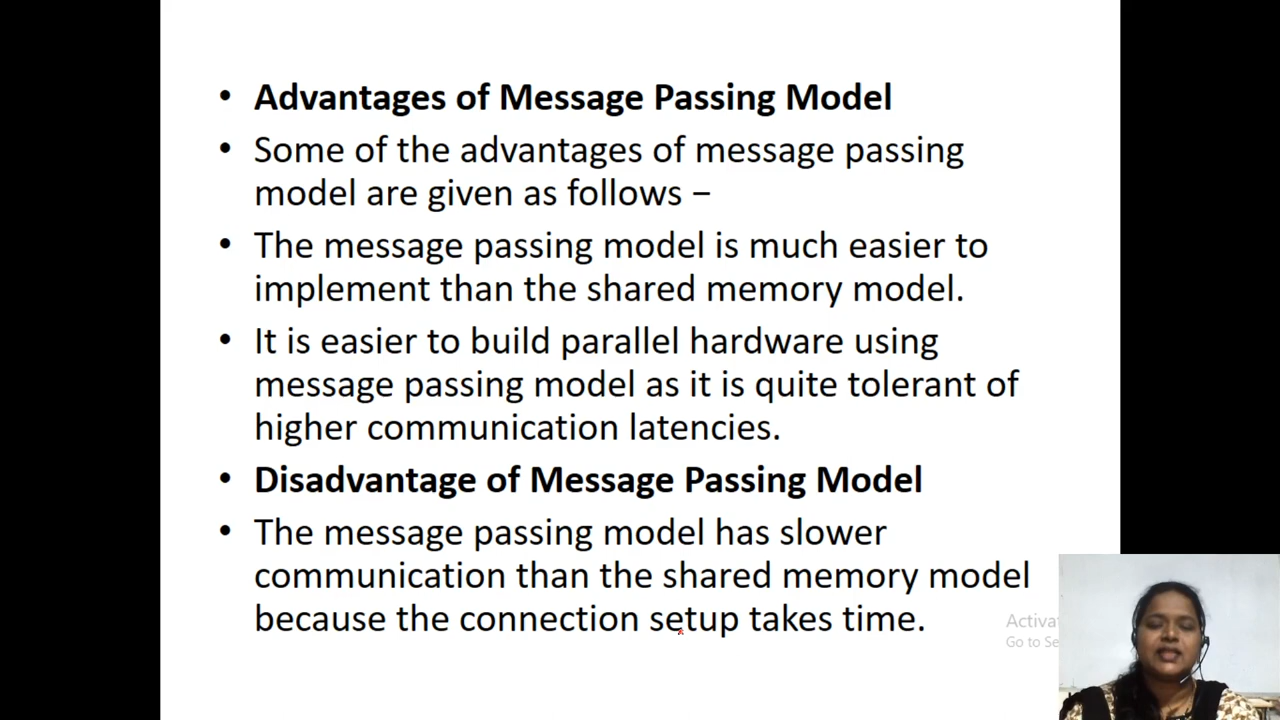 • Advantages of Message Passing Model
• Some of the advantages of message passing
model are given as follows −
• The message passing model is much easier to
implement than the shared memory model.
• It is easier to build parallel hardware using
message passing model as it is quite tolerant of
higher communication latencies.
• Disadvantage of Message Passing Model
• The message passing model has slower
communication than the shared memory model
because the connection setup takes time.
Activa
Go to Se